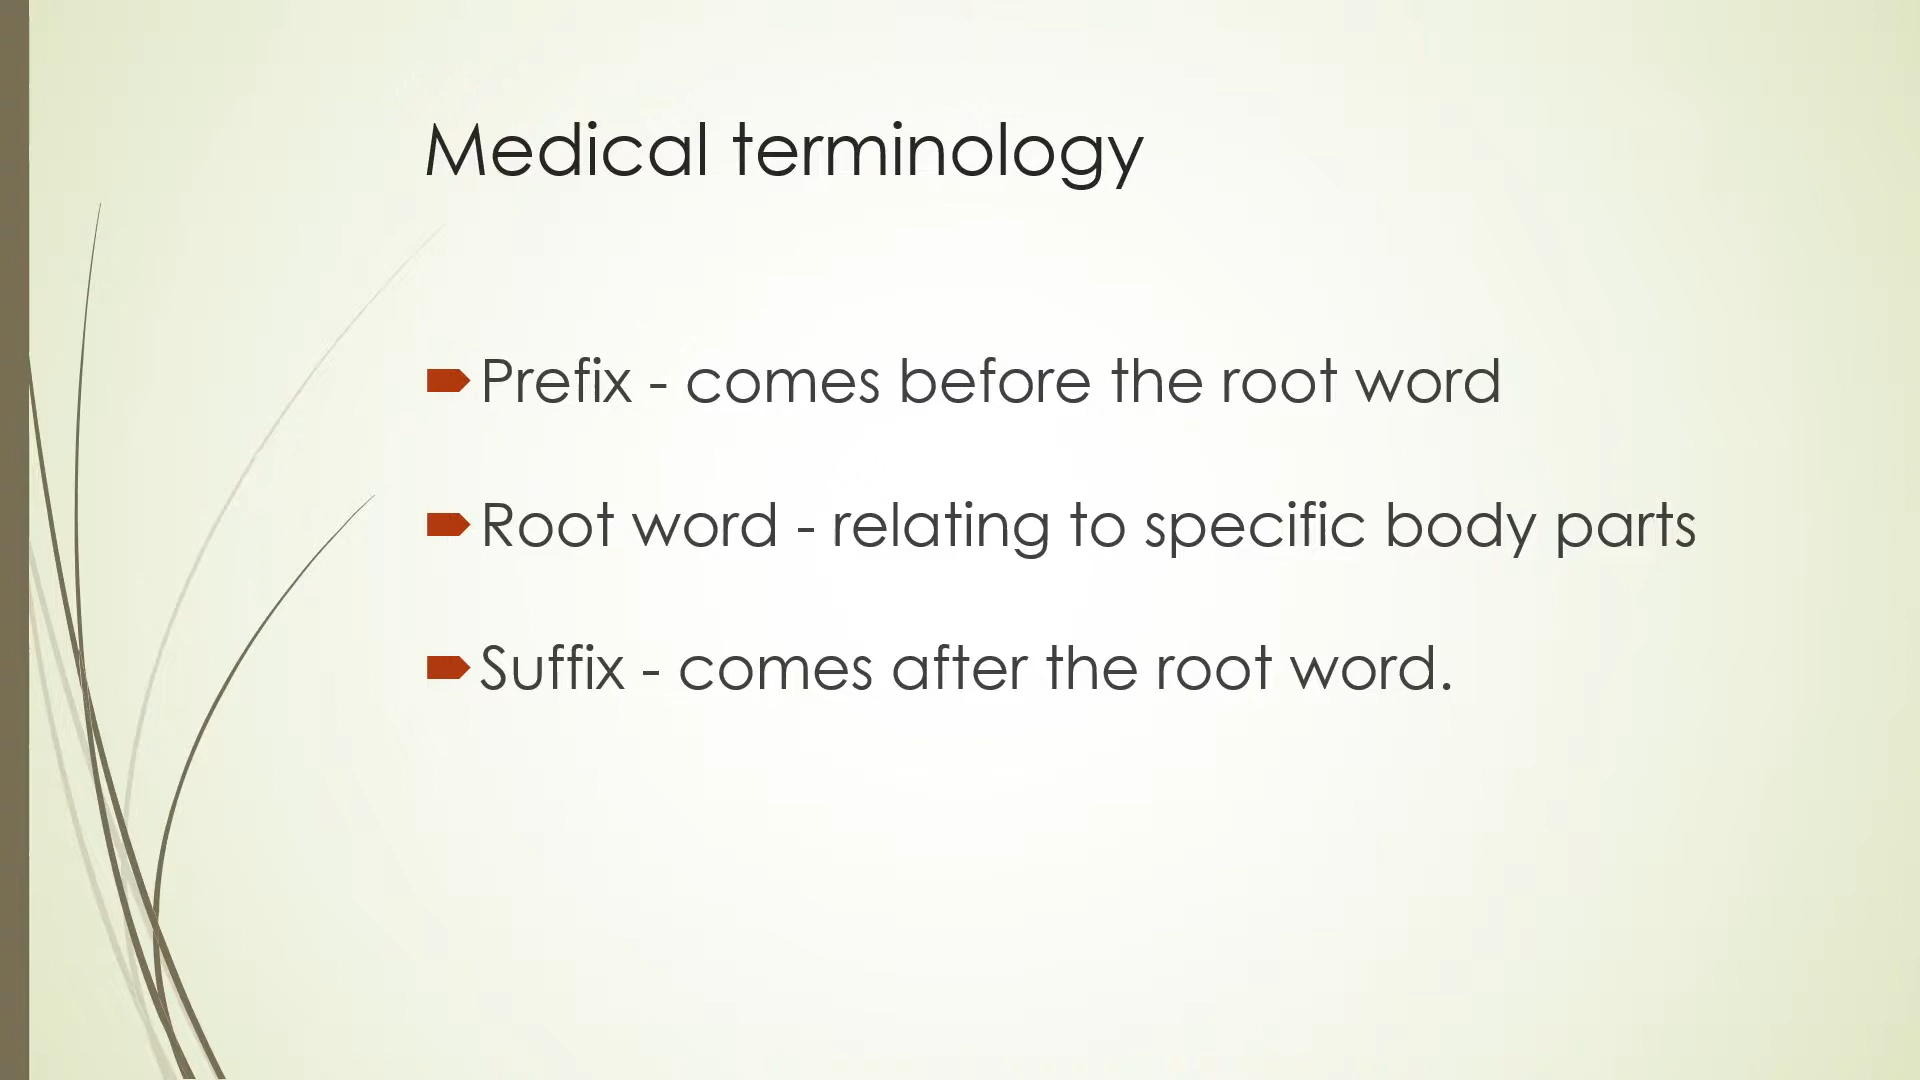 Medical terminology
Prefix - comes before the root word
Root word - relating to specific body parts
Suffix - comes after the root word.